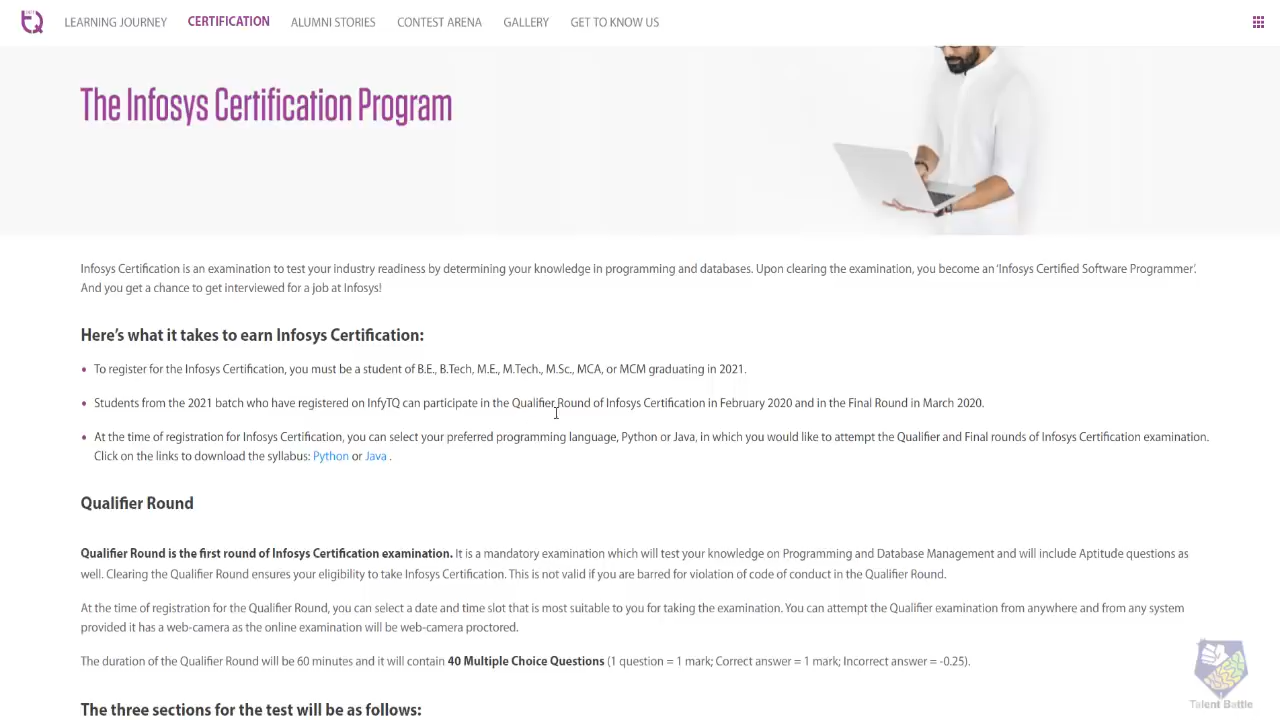 LEARNING JOURNEY CERTIFICATION ALUMNI STORIES CONTEST ARENA GALLERY GET TO KNOW US
The Infosys Certification Program
Infosys Certification is an examination to test your industry readiness by determining your knowledge in programming and databases. Upon clearing the examination, you become an ‘Infosys Certified Software Programmer’.
And you get a chance to get interviewed for a job at Infosys!
Here’s what it takes to earn Infosys Certification:
• To register for the Infosys Certification, you must be a student of B.E., B.Tech, M.E., M.Tech., M.Sc., MCA, or MCM graduating in 2021.
• Students from the 2021 batch who have registered on InfyTQ can participate in the Qualifier Round of Infosys Certification in February 2020 and in the Final Round in March 2020.
• At the time of registration for Infosys Certification, you can select your preferred programming language, Python or Java, in which you would like to attempt the Qualifier and Final rounds of Infosys Certification examination.
Click on the links to download the syllabus: Python or Java .
Qualifier Round
Qualifier Round is the first round of Infosys Certification examination. It is a mandatory examination which will test your knowledge on Programming and Database Management and will include Aptitude questions as
well. Clearing the Qualifier Round ensures your eligibility to take Infosys Certification. This is not valid if you are barred for violation of code of conduct in the Qualifier Round.
At the time of registration for the Qualifier Round, you can select a date and time slot that is most suitable to you for taking the examination. You can attempt the Qualifier examination from anywhere and from any system
provided it has a web-camera as the online examination will be web-camera proctored.
The duration of the Qualifier Round will be 60 minutes and it will contain 40 Multiple Choice Questions (1 question = 1 mark; Correct answer = 1 mark; Incorrect answer = -0.25).
The three sections for the test will be as follows:
Talent Battle